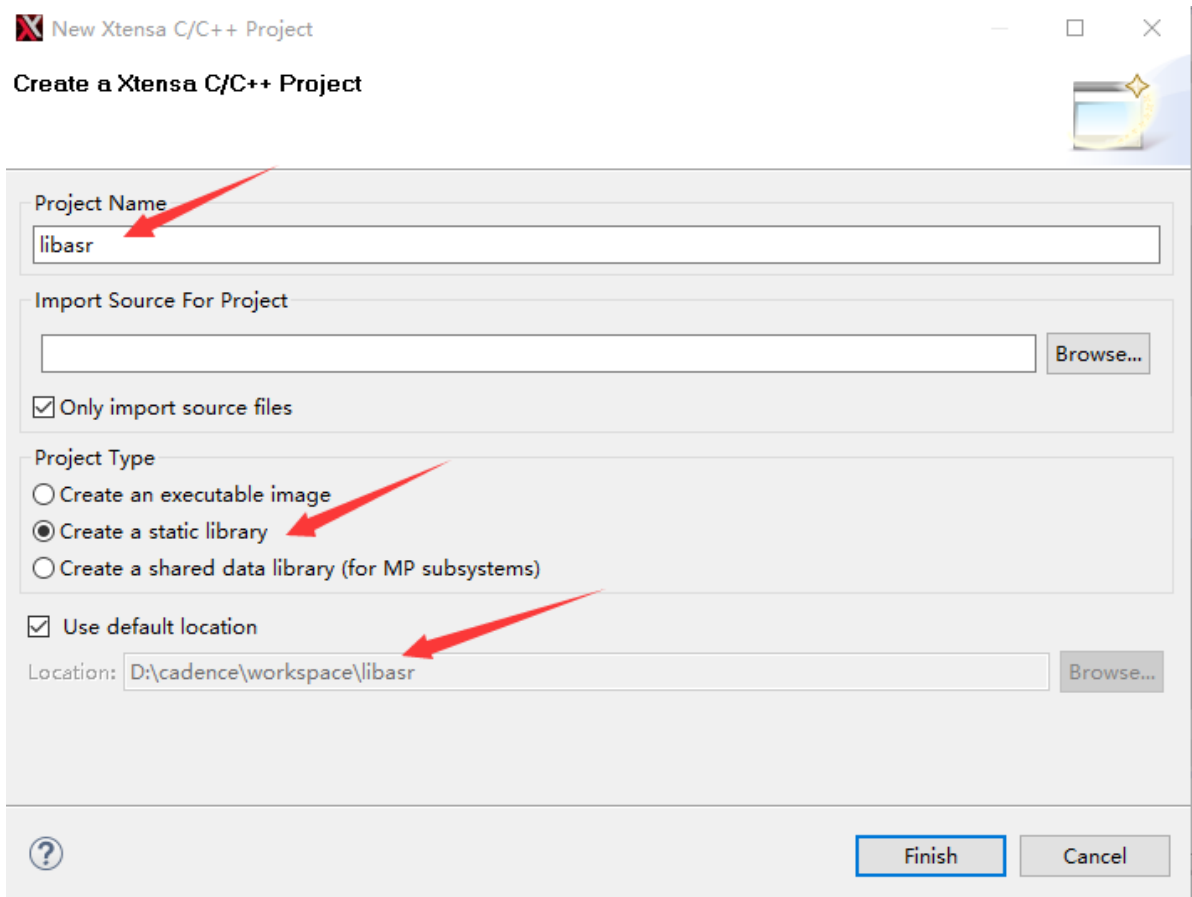 New Xtensa C/C++ Project
Create a Xtensa C/C++ Project
Project Name
libasr
Import Source For Project
Browse...
Only import source files
Project Type
Create an executable image
Create a static library
Create a shared data library (for MP subsystems)
Use default location
Location: D:\cadence\workspace\libasr Browse...
? Finish Cancel